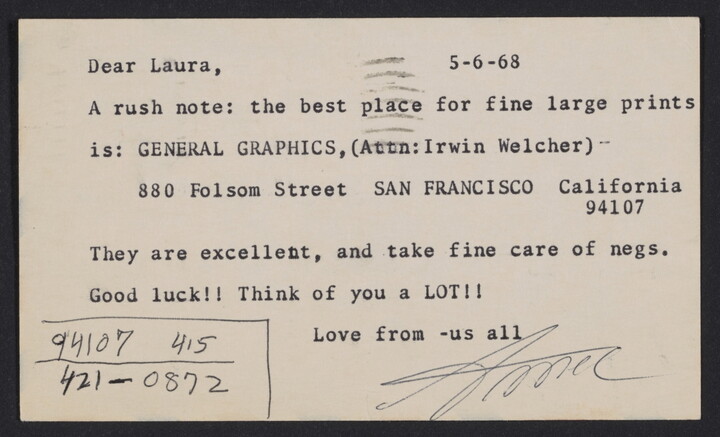 Dear Laura, 5-6-68
A rush note: the best place for fine large prints
is: GENERAL GRAPHICS,(Attn:Irwin Welcher)-
880 Folsom Street SAN FRANCISCO California
94107
They are excellent, and take fine care of negs.
Good luck!! Think of you a LOT!!
Love from -us all
94107 415
421-0872